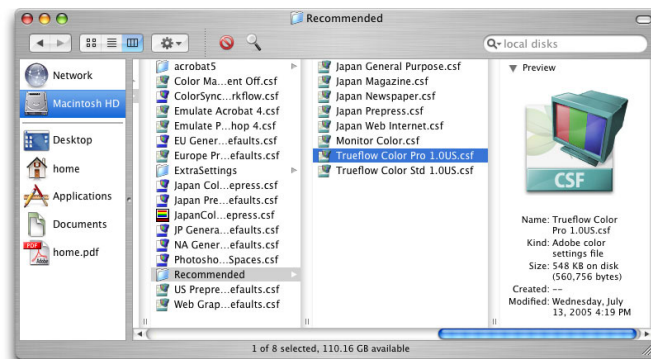 Recommended
local disks
Network
Macintosh HD
Desktop
home
Applications
Documents
PDF
home.pdf
acrobat5
Color Ma...ent Off.csf
ColorSync...rkflow.csf
Emulate Acrobat 4.csf
Emulate P...hop 4.csf
EU Gener...efaults.csf
Europe Pr...efaults.csf
ExtraSettings
Japan Col...epress.csf
Japan Pre...efaults.csf
JapanCol...epress.csf
JP Genera...efaults.csf
NA Gener...efaults.csf
Photosho...Spaces.csf
Recommended
US Prepre...efaults.csf
Web Grap...efaults.csf
Japan General Purpose.csf
Japan Magazine.csf
Japan Newspaper.csf
Japan Prepress.csf
Japan Web Internet.csf
Monitor Color.csf
Trueflow Color Pro 1.0US.csf
Trueflow Color Std 1.0US.csf
Preview
CSF
Name: Trueflow Color
Pro 1.0US.csf
Kind: Adobe color
settings file
Size: 548 KB on disk
(560,756 bytes)
Created: --
Modified: Wednesday, July
13, 2005 4:19 PM
1 of 8 selected, 110.16 GB available